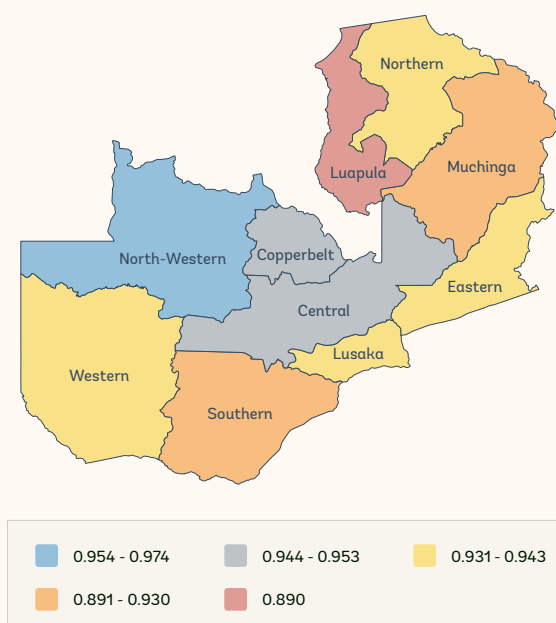 Northern
Luapula
Muchinga
North-Western
Copperbelt
Eastern
Central
Lusaka
Western
Southern
0.954 - 0.974
0.944 - 0.953
0.931 - 0.943
0.891 - 0.930
0.890